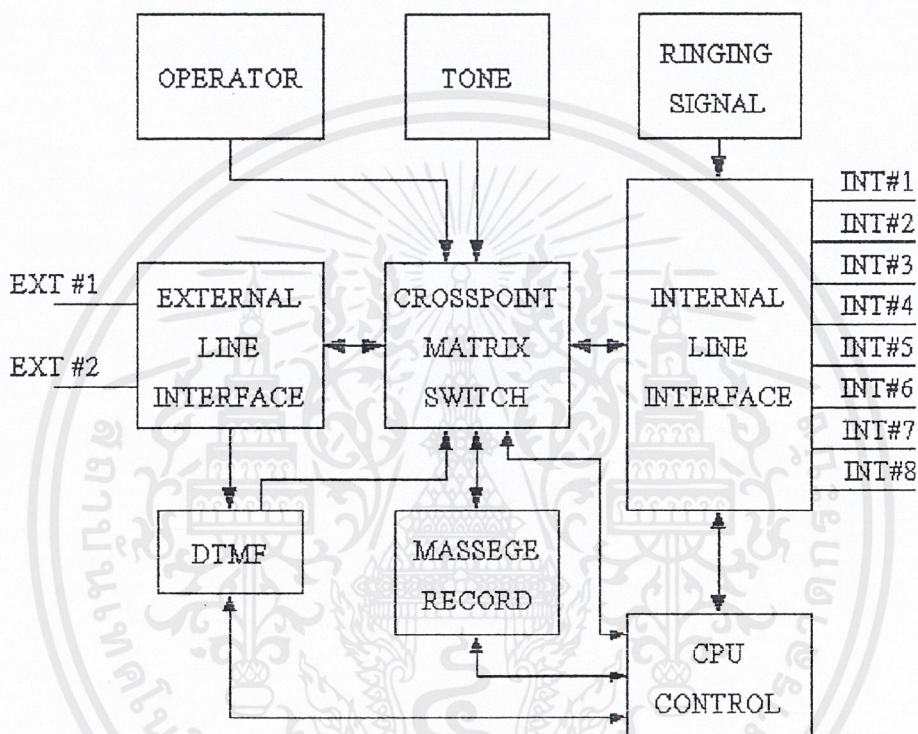 OPERATOR
TONE
RINGING
SIGNAL
INT#1
INT#2
INT#3
INT#4
INT#5
INT#6
INT#7
INT#8
EXT #1
EXT #2
EXTERNAL
LINE
INTERFACE
CROSSPOINT
MATRIX
SWITCH
INTERNAL
LINE
INTERFACE
DTMF
MASSEGE
RECORD
CPU
CONTROL